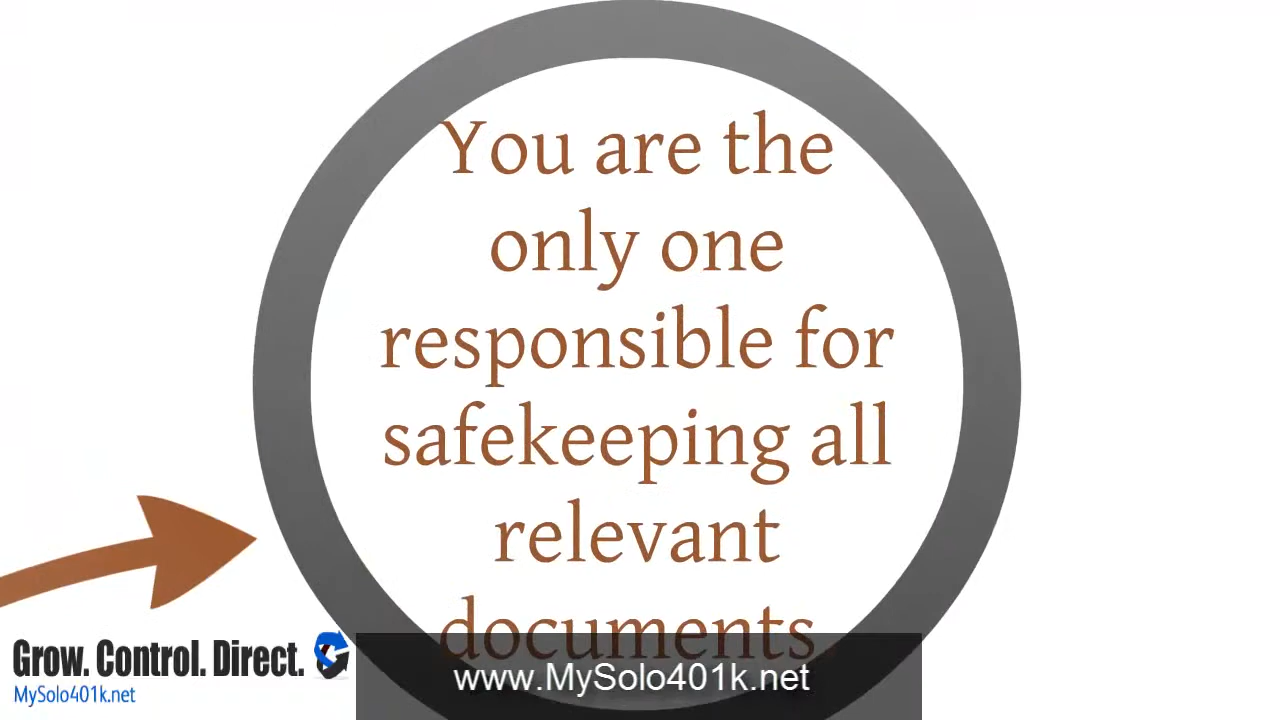 You are the
only one
responsible for
safekeeping all
relevant
documents.
Grow. Control. Direct.
MySolo401k.net
www.MySolo401k.net